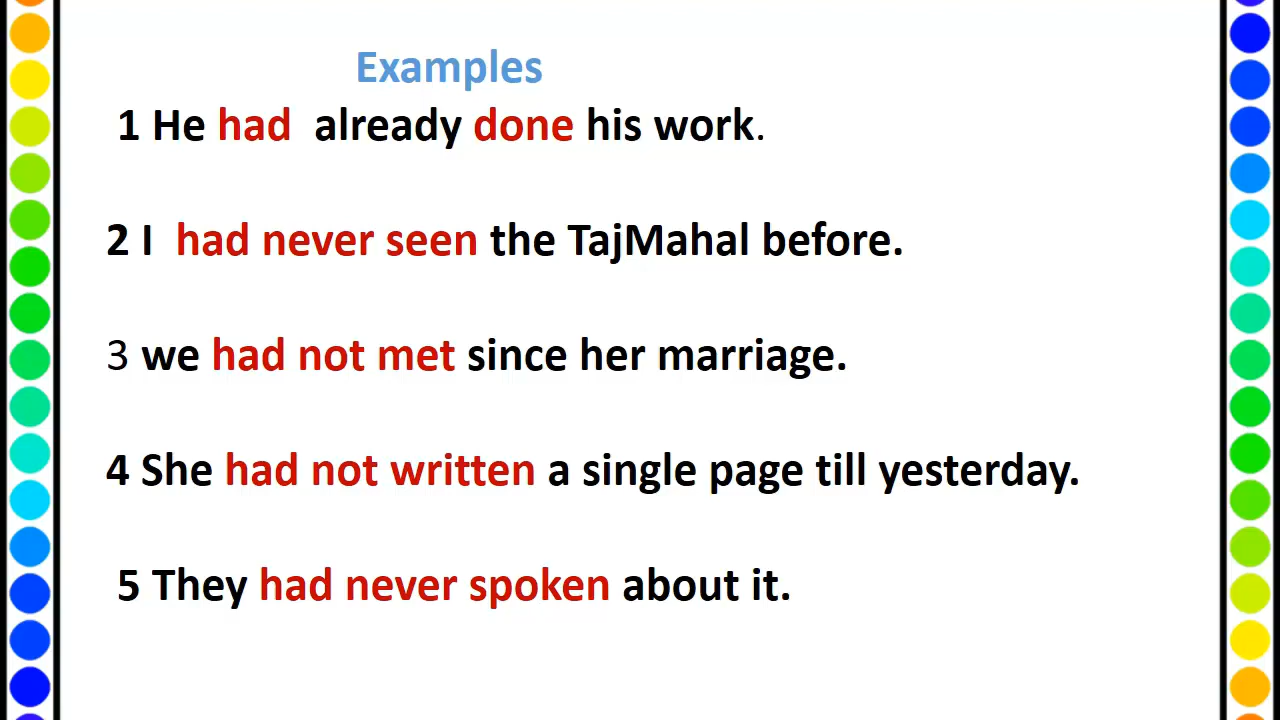 Examples
1 He had already done his work.
2 I had never seen the TajMahal before.
3 we had not met since her marriage.
4 She had not written a single page till yesterday.
5 They had never spoken about it.